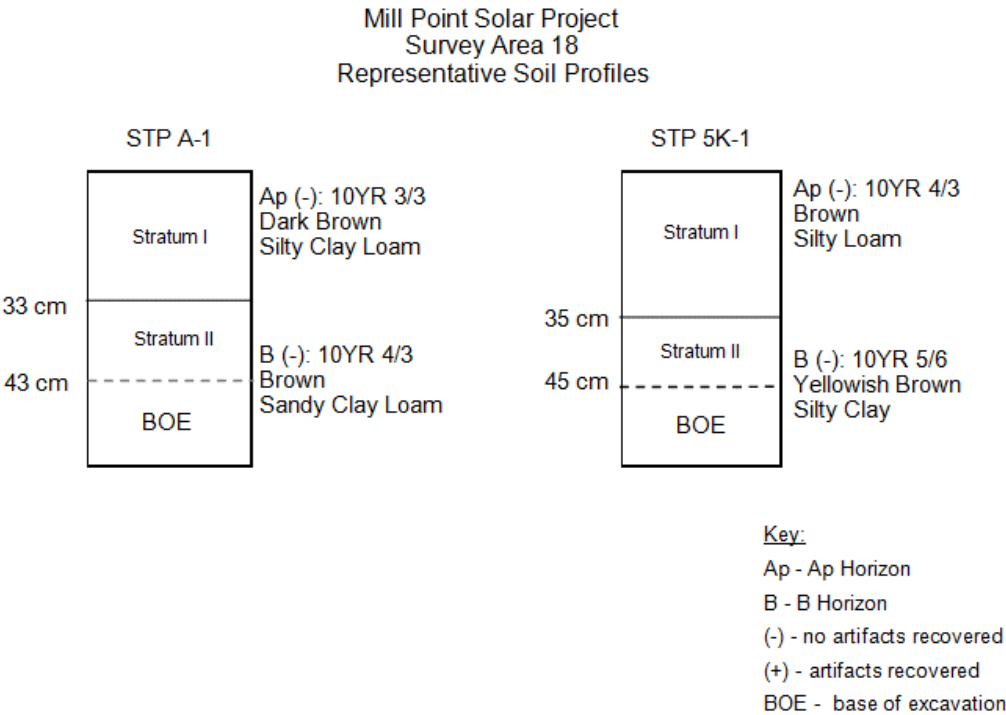 Mill Point Solar Project
Survey Area 18
Representative Soil Profiles
STP A-1
Stratum I
Ap (-): 10YR 3/3
Dark Brown
Silty Clay Loam
33 cm
Stratum II
B (-): 10YR 4/3
Brown
Sandy Clay Loam
43 cm
BOE
STP 5K-1
Stratum I
Ap (-): 10YR 4/3
Brown
Silty Loam
35 cm
Stratum II
B (-): 10YR 5/6
Yellowish Brown
Silty Clay
45 cm
BOE
Key:
Ap - Ap Horizon
B - B Horizon
(-) - no artifacts recovered
(+) - artifacts recovered
BOE - base of excavation